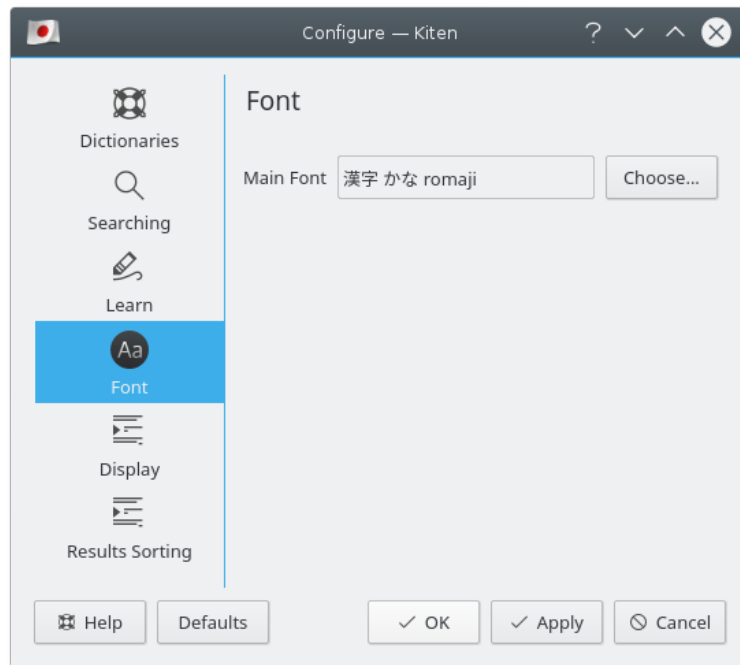 Configure — Kiten
Dictionaries
Searching
Learn
Aa
Font
Display
Results Sorting
Font
Main Font 漢字 かな romaji Choose...
Help Defaults OK Apply Cancel